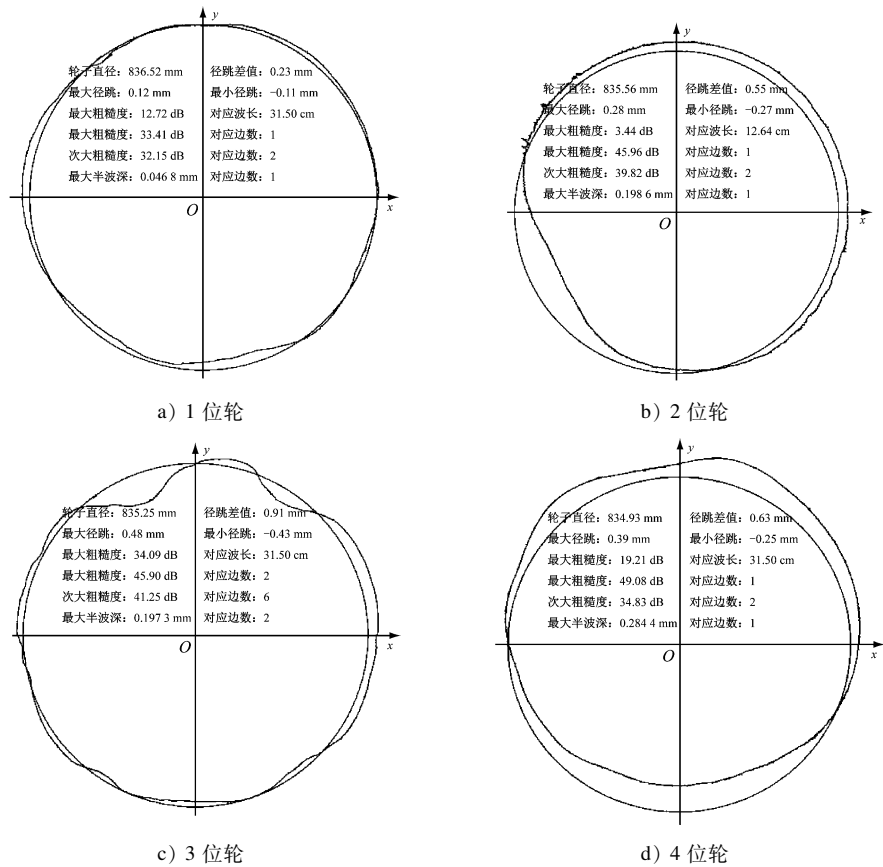 y
轮子直径：836.52 mm 径跳差值：0.23 mm
最大径跳：0.12 mm 最小径跳：-0.11 mm
最大粗糙度：12.72 dB 对应波长：31.50 cm
最大粗糙度：33.41 dB 对应边数：1
次大粗糙度：32.15 dB 对应边数：2
最大半波深：0.046 8 mm 对应边数：1
O
x
a）1 位轮
y
轮子直径：835.56 mm 径跳差值：0.55 mm
最大径跳：0.28 mm 最小径跳：-0.27 mm
最大粗糙度：3.44 dB 对应波长：12.64 cm
最大粗糙度：45.96 dB 对应边数：1
次大粗糙度：39.82 dB 对应边数：2
最大半波深：0.198 6 mm 对应边数：1
O
x
b）2 位轮
y
轮子直径：835.25 mm 径跳差值：0.91 mm
最大径跳：0.48 mm 最小径跳：-0.43 mm
最大粗糙度：34.09 dB 对应波长：31.50 cm
最大粗糙度：45.90 dB 对应边数：2
次大粗糙度：41.25 dB 对应边数：6
最大半波深：0.197 3 mm 对应边数：2
O
x
c）3 位轮
y
轮子直径：834.93 mm 径跳差值：0.63 mm
最大径跳：0.39 mm 最小径跳：-0.25 mm
最大粗糙度：19.21 dB 对应波长：31.50 cm
最大粗糙度：49.08 dB 对应边数：1
次大粗糙度：34.83 dB 对应边数：2
最大半波深：0.284 4 mm 对应边数：1
O
x
d）4 位轮